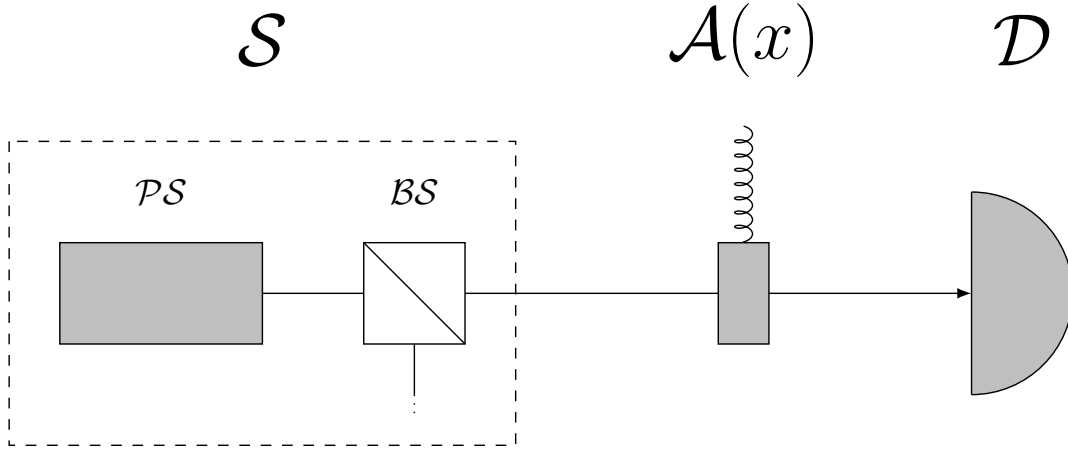 𝒮 𝒜(x) 𝒟
𝒫𝒮 ℬ𝒮